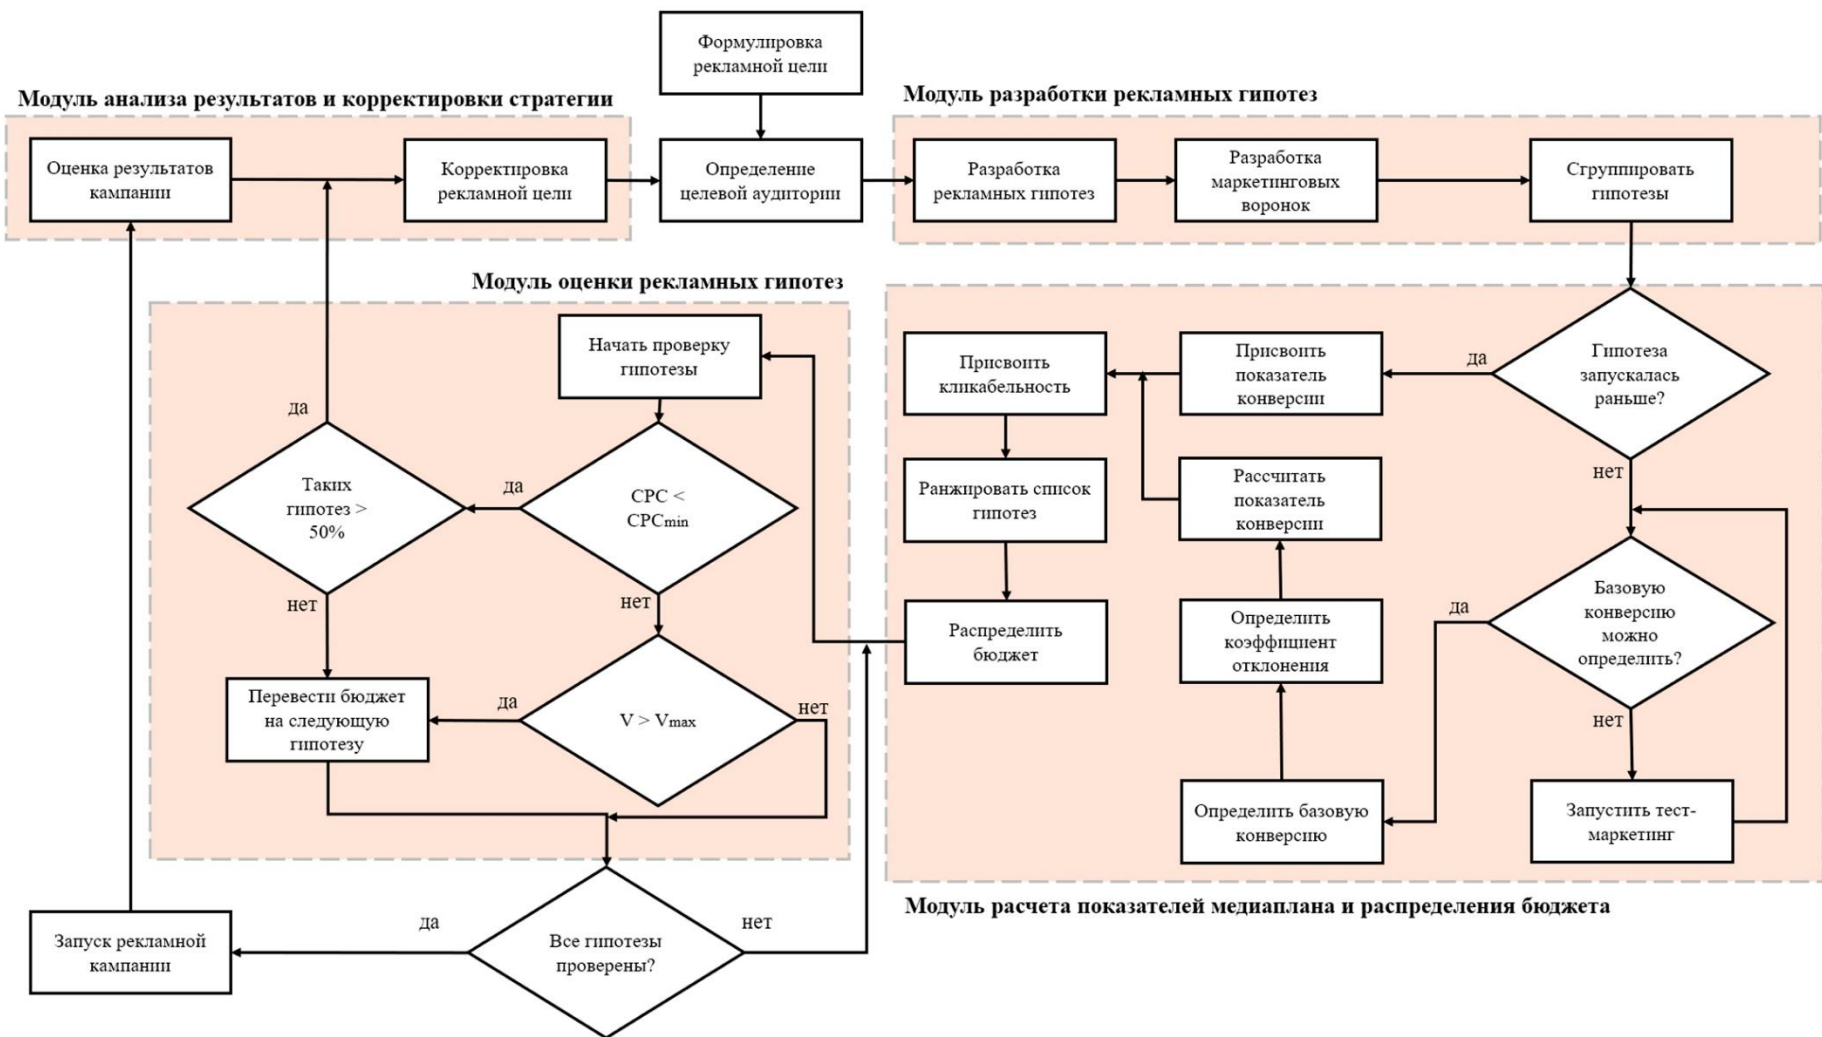 Формулировка
рекламной цели
Модуль анализа результатов и корректировки стратегии
Модуль разработки рекламных гипотез
Оценка результатов
кампании
Корректировка
рекламной цели
Определение
целевой аудитории
Разработка
рекламных гипотез
Разработка
маркетинговых
воронок
Сгруппировать
гипотезы
Модуль оценки рекламных гипотез
Начать проверку
гипотезы
Присвоить
кликабельность
Присвоить
показатель
конверсии
да
Гипотеза
запускалась
раньше?
да
нет
Таких
гипотез >
50%
да
CPC <
CPCmin
Ранжировать список
гипотез
Рассчитать
показатель
конверсии
нет
нет
Распределить
бюджет
Определить
коэффициент
отклонения
да
Базовую
конверсию
можно
определить?
Перевести бюджет
на следующую
гипотезу
да
V > Vmax
нет
нет
Определить базовую
конверсию
Запустить тест-
маркетинг
Модуль расчета показателей медиаплана и распределения бюджета
Запуск рекламной
кампании
да
Все гипотезы
проверены?
нет